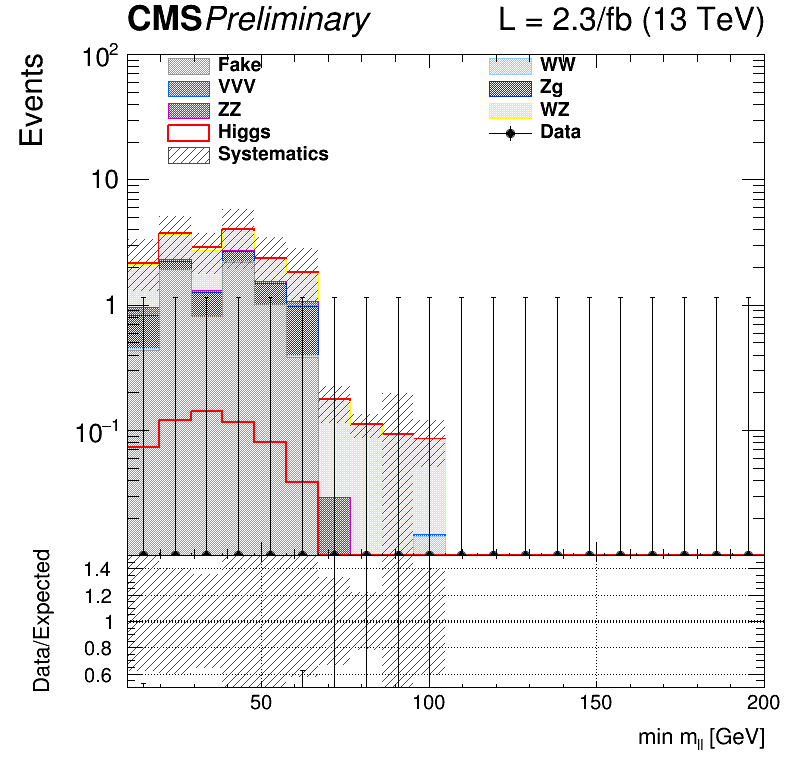 CMS Preliminary L = 2.3/fb (13 TeV)
Events
10²
10
1
10⁻¹
Fake WW
VVV Zg
ZZ WZ
Higgs Data
Systematics
Data/Expected
1.4
1.2
1
0.8
0.6
50 100 150 200
min mₗₗ [GeV]